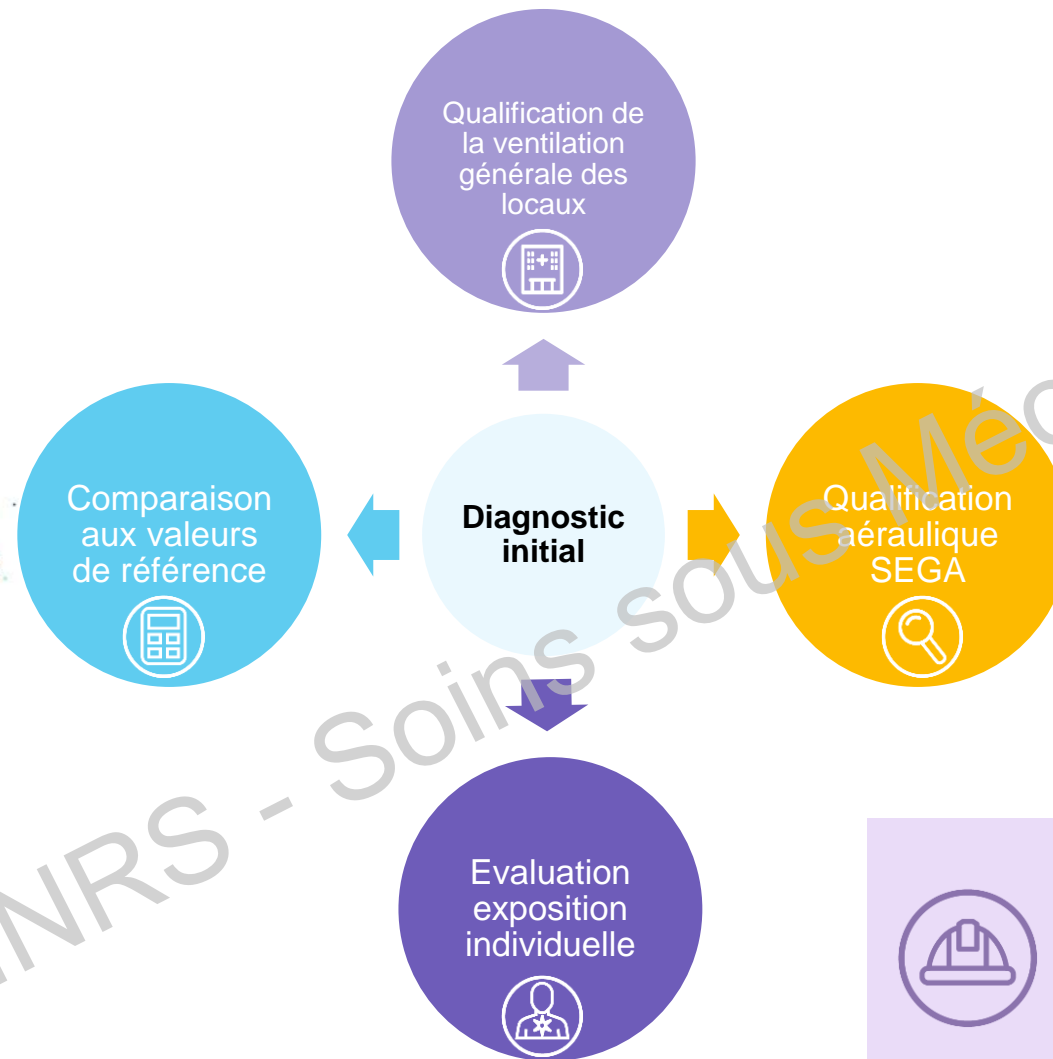 Qualification de
la ventilation
générale des
locaux
Comparaison
aux valeurs
de référence
Diagnostic
initial
Qualification
aéraulique
SEGA
Evaluation
exposition
individuelle
INRS - Soins sous